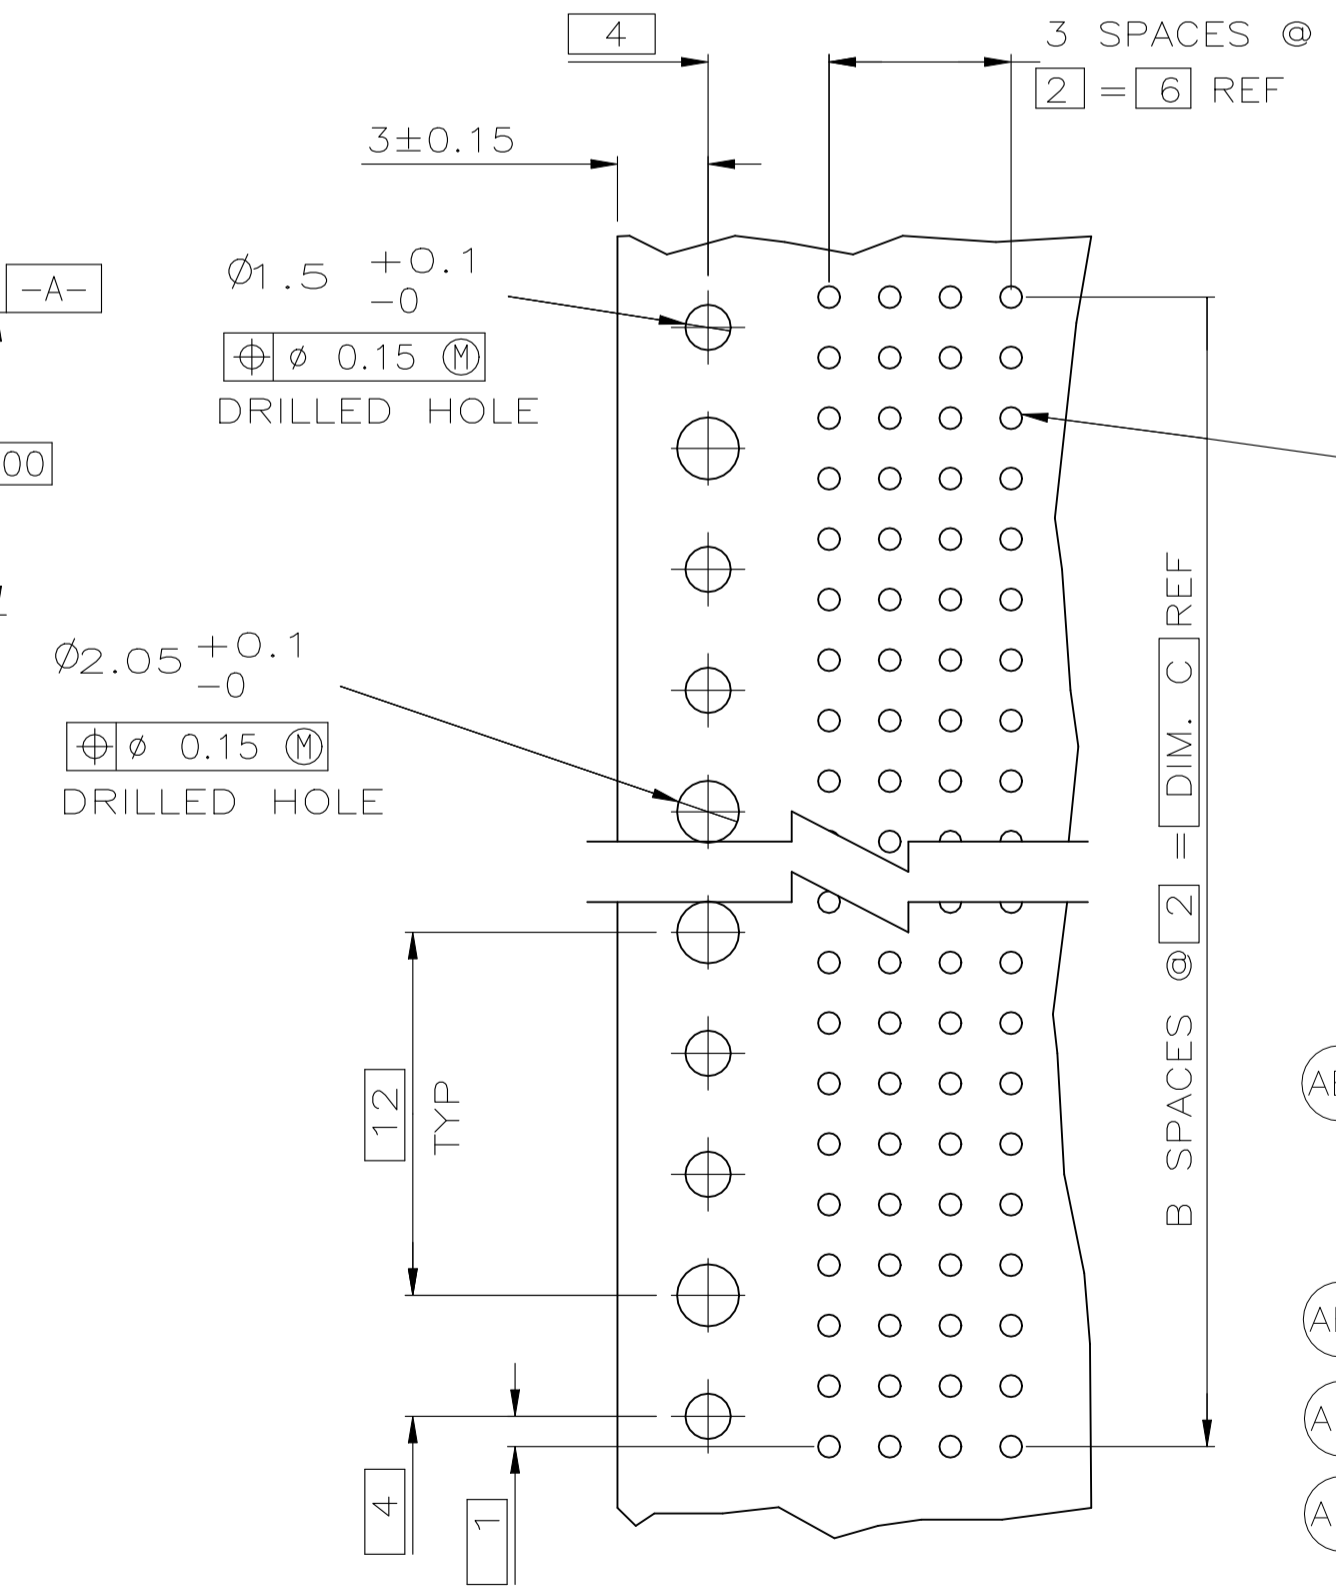 4
3 SPACES @
2 = 6 REF
3±0.15
-A-
Ø1.5 +0.1
-0
⌖ ⌀ 0.15 Ⓜ
DRILLED HOLE
00
Ø2.05 +0.1
-0
⌖ ⌀ 0.15 Ⓜ
DRILLED HOLE
B SPACES @ 2 = DIM. C REF
12
TYP
4
1
A
A